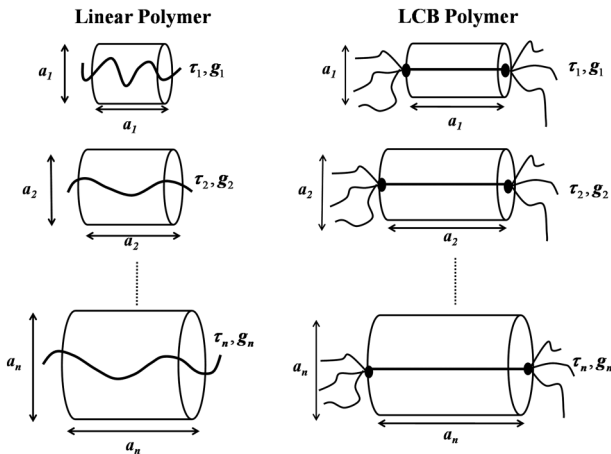 Linear Polymer
LCB Polymer
a₁
τ₁, g₁
a₁
a₁
τ₁, g₁
a₁
a₂
τ₂, g₂
a₂
a₂
τ₂, g₂
a₂
aₙ
τₙ, gₙ
aₙ
aₙ
τₙ, gₙ
aₙ